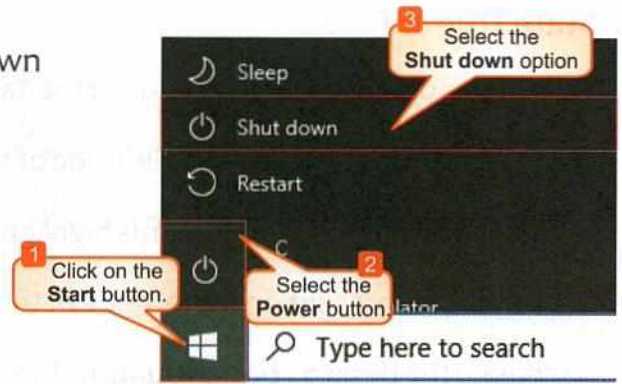 wn
3
Select the
Shut down option
Sleep
Shut down
Restart
C
1
Click on the
Start button.
2
Select the
Power button.
lator
Type here to search